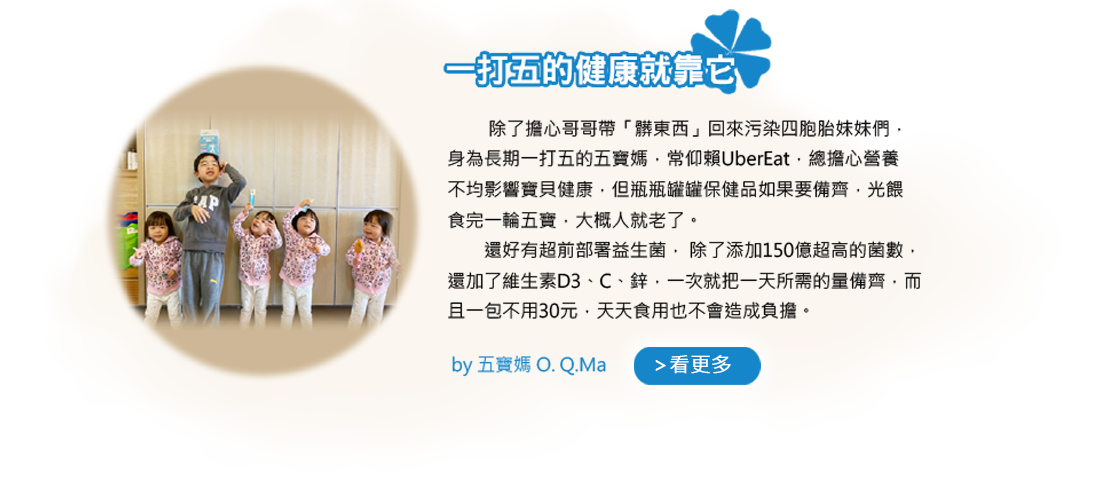 一打五的健康就靠它
除了擔心哥哥帶「髒東西」回來污染四胞胎妹妹們，
身為長期一打五的五寶媽，常仰賴UberEat，總擔心營養
不均影響寶貝健康，但瓶瓶罐罐保健品如果要備齊，光餵
食完一輪五寶，大概人就老了。
還好有超前部署益生菌， 除了添加150億超高的菌數，
還加了維生素D3、C、鋅，一次就把一天所需的量備齊，而
且一包不用30元，天天食用也不會造成負擔。
by 五寶媽 O. Q.Ma
>看更多